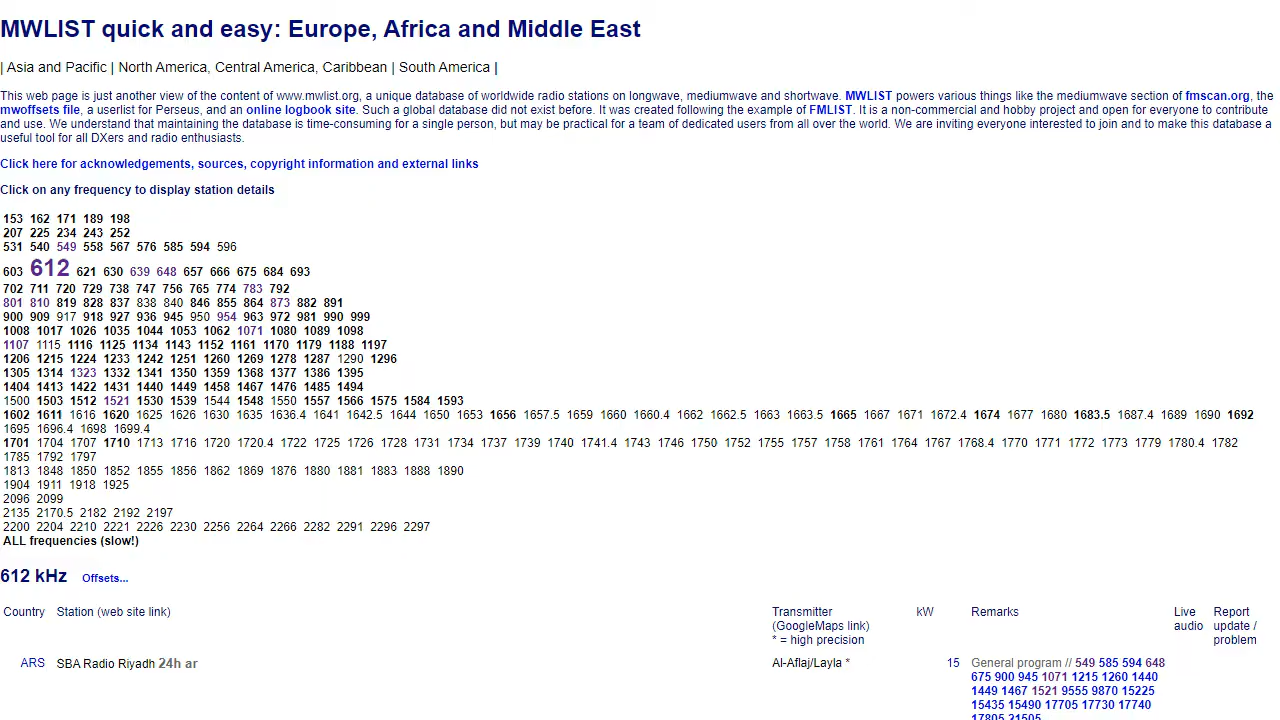 MWLIST quick and easy: Europe, Africa and Middle East
| Asia and Pacific | North America, Central America, Caribbean | South America |
This web page is just another view of the content of www.mwlist.org, a unique database of worldwide radio stations on longwave, mediumwave and shortwave. MWLIST powers various things like the mediumwave section of fmscan.org, the
mwoffsets file, a userlist for Perseus, and an online logbook site. Such a global database did not exist before. It was created following the example of FMLIST. It is a non-commercial and hobby project and open for everyone to contribute
and use. We understand that maintaining the database is time-consuming for a single person, but may be practical for a team of dedicated users from all over the world. We are inviting everyone interested to join and to make this database a
useful tool for all DXers and radio enthusiasts.
Click here for acknowledgements, sources, copyright information and external links
Click on any frequency to display station details
153 162 171 189 198
207 225 234 243 252
531 540 549 558 567 576 585 594 596
603 612 621 630 639 648 657 666 675 684 693
702 711 720 729 738 747 756 765 774 783 792
801 810 819 828 837 838 840 846 855 864 873 882 891
900 909 917 918 927 936 945 950 954 963 972 981 990 999
1008 1017 1026 1035 1044 1053 1062 1071 1080 1089 1098
1107 1115 1116 1125 1134 1143 1152 1161 1170 1179 1188 1197
1206 1215 1224 1233 1242 1251 1260 1269 1278 1287 1290 1296
1305 1314 1323 1332 1341 1350 1359 1368 1377 1386 1395
1404 1413 1422 1431 1440 1449 1458 1467 1476 1485 1494
1500 1503 1512 1521 1530 1539 1544 1548 1550 1557 1566 1575 1584 1593
1602 1611 1616 1620 1625 1626 1630 1635 1636.4 1641 1642.5 1644 1650 1653 1656 1657.5 1659 1660 1660.4 1662 1662.5 1663 1663.5 1665 1667 1671 1672.4 1674 1677 1680 1683.5 1687.4 1689 1690 1692
1695 1696.4 1698 1699.4
1701 1704 1707 1710 1713 1716 1720 1720.4 1722 1725 1726 1728 1731 1734 1737 1739 1740 1741.4 1743 1746 1750 1752 1755 1757 1758 1761 1764 1767 1768.4 1770 1771 1772 1773 1779 1780.4 1782
1785 1792 1797
1813 1848 1850 1852 1855 1856 1862 1869 1876 1880 1881 1883 1888 1890
1904 1911 1918 1925
2096 2099
2135 2170.5 2182 2192 2197
2200 2204 2210 2221 2226 2230 2256 2264 2266 2282 2291 2296 2297
ALL frequencies (slow!)
612 kHz Offsets...
Country Station (web site link) Transmitter kW Remarks Live Report
(GoogleMaps link) audio update /
* = high precision problem
ARS SBA Radio Riyadh 24h ar Al-Aflaj/Layla * 15 General program // 549 585 594 648
675 900 945 1071 1215 1260 1440
1449 1467 1521 9555 9870 15225
15435 15490 17705 17730 17740
17805 21505